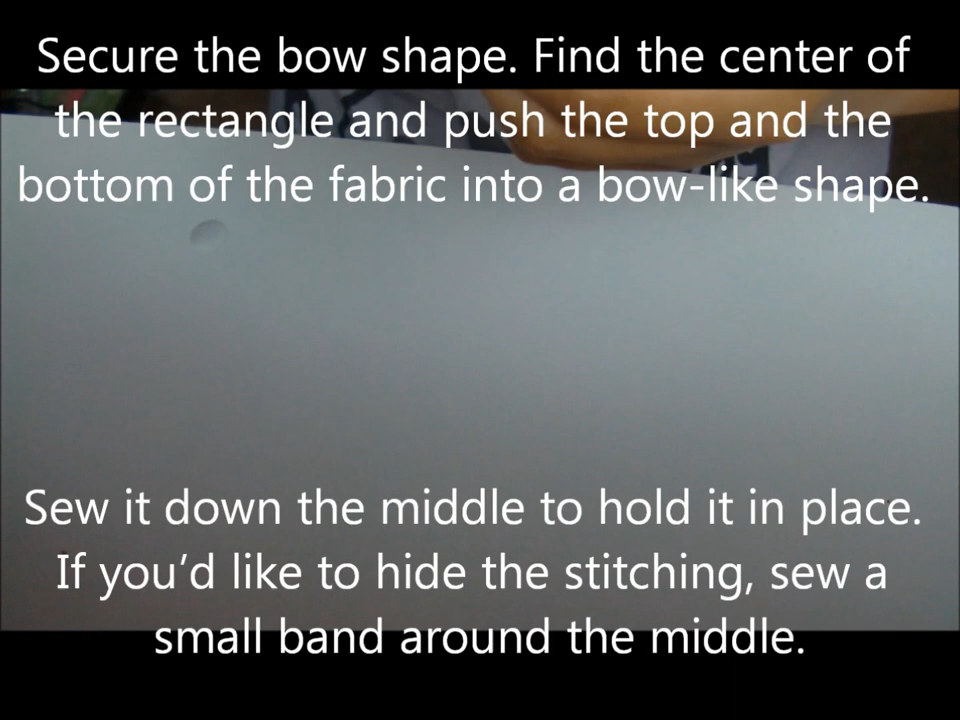 Secure the bow shape. Find the center of
the rectangle and push the top and the
bottom of the fabric into a bow-like shape.
Sew it down the middle to hold it in place.
If you’d like to hide the stitching, sew a
small band around the middle.